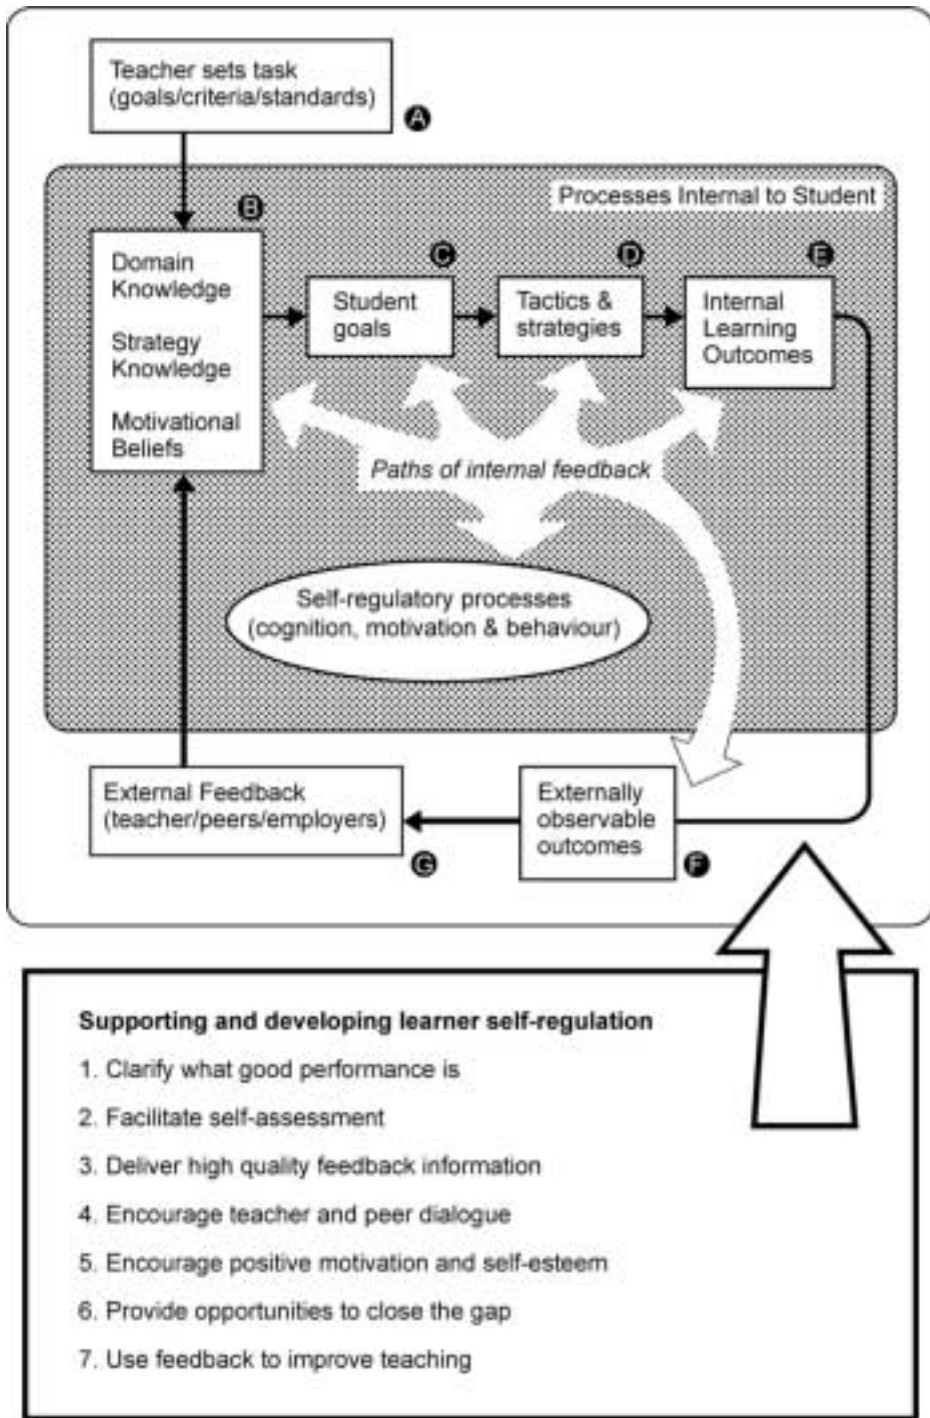 Teacher sets task
(goals/criteria/standards)
A
Processes Internal to Student
B
Domain
Knowledge
Strategy
Knowledge
Motivational
Beliefs
C
Student
goals
D
Tactics &
strategies
E
Internal
Learning
Outcomes
Paths of internal feedback
Self-regulatory processes
(cognition, motivation & behaviour)
External Feedback
(teacher/peers/employers)
G
Externally
observable
outcomes
F
Supporting and developing learner self-regulation
1. Clarify what good performance is
2. Facilitate self-assessment
3. Deliver high quality feedback information
4. Encourage teacher and peer dialogue
5. Encourage positive motivation and self-esteem
6. Provide opportunities to close the gap
7. Use feedback to improve teaching